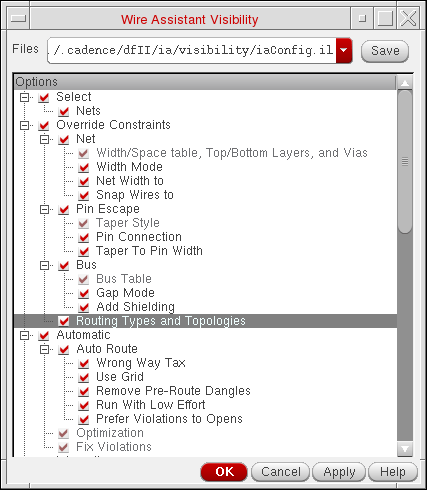 Wire Assistant Visibility
Files /.cadence/dfII/ia/visibility/iaConfig.il Save
Options
Select
Nets
Override Constraints
Net
Width/Space table, Top/Bottom Layers, and Vias
Width Mode
Net Width to
Snap Wires to
Pin Escape
Taper Style
Pin Connection
Taper To Pin Width
Bus
Bus Table
Gap Mode
Add Shielding
Routing Types and Topologies
Automatic
Auto Route
Wrong Way Tax
Use Grid
Remove Pre-Route Dangles
Run With Low Effort
Prefer Violations to Opens
Optimization
Fix Violations
OK Cancel Apply Help